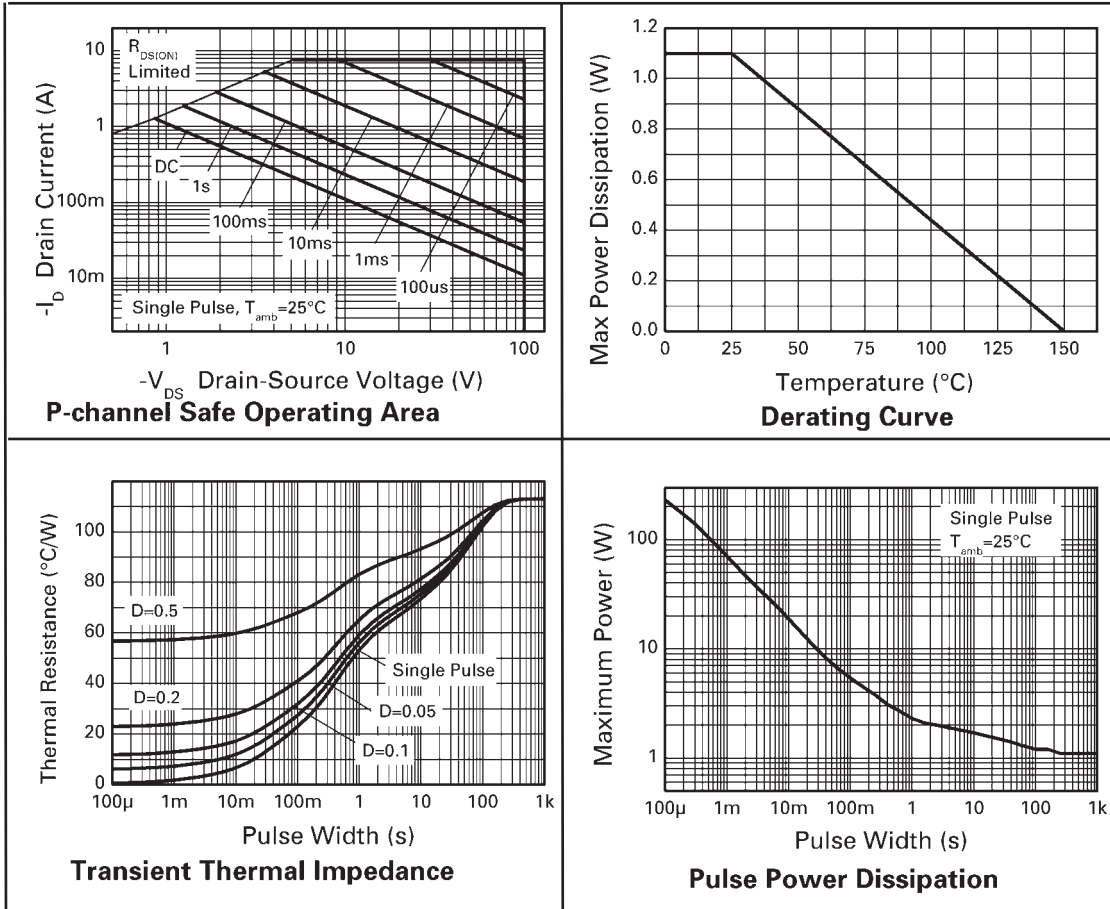 10
1
100m
10m
-I_D Drain Current (A)
R_DS(ON)
Limited
DC
1s
100ms
10ms
1ms
100us
Single Pulse, T_amb=25°C
1 10 100
-V_DS Drain-Source Voltage (V)
P-channel Safe Operating Area
1.2
1.0
0.8
0.6
0.4
0.2
0.0
Max Power Dissipation (W)
0 25 50 75 100 125 150
Temperature (°C)
Derating Curve
100
80
60
40
20
0
Thermal Resistance (°C/W)
D=0.5
D=0.2
Single Pulse
D=0.05
D=0.1
100µ 1m 10m 100m 1 10 100 1k
Pulse Width (s)
Transient Thermal Impedance
100
10
1
Maximum Power (W)
Single Pulse
T_amb=25°C
100µ 1m 10m 100m 1 10 100 1k
Pulse Width (s)
Pulse Power Dissipation